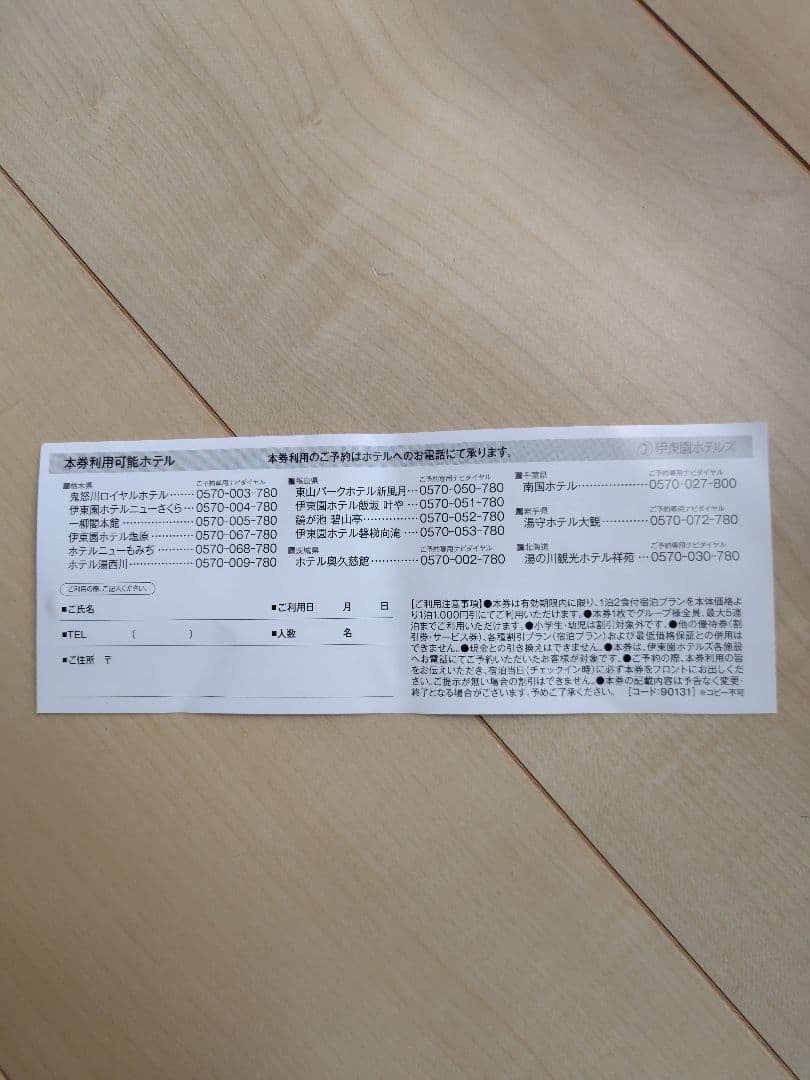 本券利用可能ホテル 本券利用のご予約はホテルへのお電話にて承ります。 伊東園ホテルズ
■栃木県 ご予約専用ナビダイヤル
鬼怒川ロイヤルホテル……0570-003-780
伊東園ホテルニューさくら…0570-004-780
一柳閣本館……………0570-005-780
伊東園ホテル塩原………0570-067-780
ホテルニューもみぢ………0570-068-780
ホテル湯西川……………0570-009-780
■福島県 ご予約専用ナビダイヤル
東山パークホテル新風月…0570-050-780
伊東園ホテル飯坂 叶や…0570-051-780
鏡が池 碧山亭…………0570-052-780
伊東園ホテル磐梯向滝…0570-053-780
■茨城県 ご予約専用ナビダイヤル
ホテル奥久慈館…………0570-002-780
■千葉県 ご予約専用ナビダイヤル
南国ホテル………………0570-027-800
■岩手県 ご予約専用ナビダイヤル
湯守ホテル大観…………0570-072-780
■北海道 ご予約専用ナビダイヤル
湯の川観光ホテル祥苑…0570-030-780
ご利用の際、ご記入ください。
■ご氏名 ■ご利用日 月 日
■TEL ( ) ■人数 名
■ご住所 〒
【ご利用注意事項】●本券は有効期限内に限り、1泊2食付宿泊プランを本体価格よ
り1泊1,000円引にてご利用いただけます。●本券1枚でグループ様全員、最大5連
泊までご利用いただけます。●小学生・幼児は割引対象外です。●他の優待券(割
引券・サービス券)、各種割引プラン(宿泊プラン)および最低価格保証との併用は
できません。●現金との引き換えはできません。●本券は、伊東園ホテルズ各施設
へお電話にてご予約いただいたお客様が対象です。●ご予約の際、本券利用の旨
をお伝えいただき、宿泊当日(チェックイン時)に必ず本券をフロントにお出しくださ
い。ご提示が無い場合の割引はできません。●本券の記載内容は予告なく変更・
終了となる場合がございます。予めご了承ください。 [コード:90131] ※コピー不可